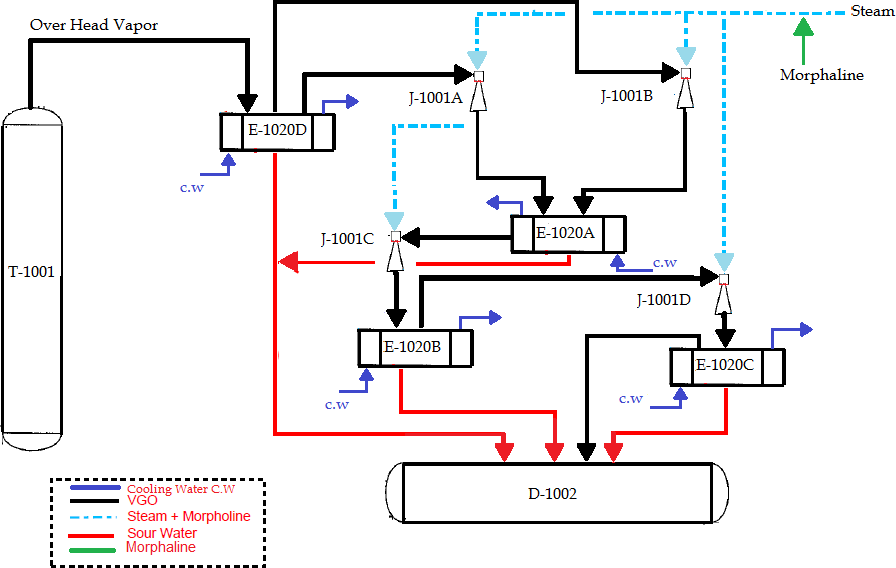 Over Head Vapor
Steam
Morphaline
J-1001A
J-1001B
E-1020D
c.w
J-1001C
E-1020A
c.w
T-1001
J-1001D
E-1020B
E-1020C
c.w
c.w
D-1002
Cooling Water C.W
VGO
Steam + Morpholine
Sour Water
Morphaline